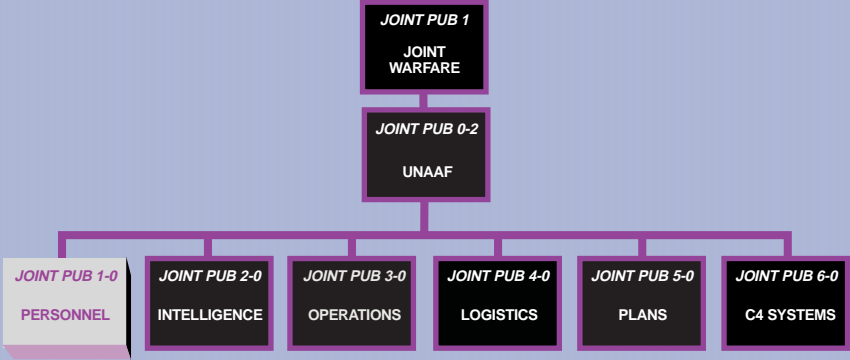 JOINT PUB 1
JOINT
WARFARE
JOINT PUB 0-2
UNAAF
JOINT PUB 1-0
PERSONNEL
JOINT PUB 2-0
INTELLIGENCE
JOINT PUB 3-0
OPERATIONS
JOINT PUB 4-0
LOGISTICS
JOINT PUB 5-0
PLANS
JOINT PUB 6-0
C4 SYSTEMS